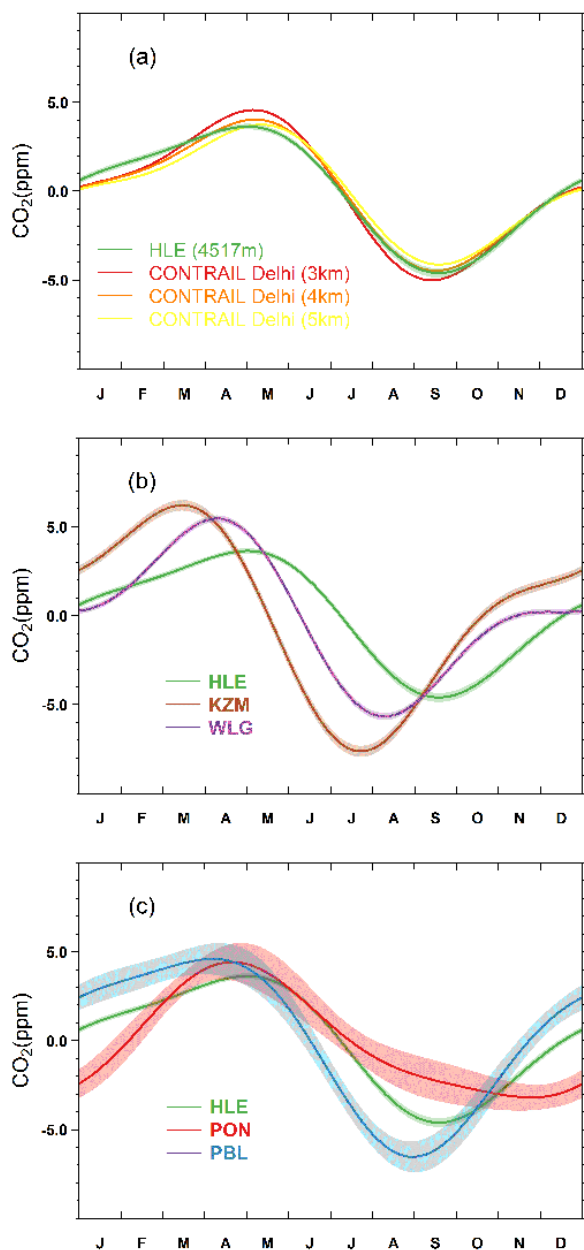 (a)
5.0
0.0
-5.0
CO2(ppm)
HLE (4517m)
CONTRAIL Delhi (3km)
CONTRAIL Delhi (4km)
CONTRAIL Delhi (5km)
J F M A M J J A S O N D
(b)
5.0
0.0
-5.0
CO2(ppm)
HLE
KZM
WLG
J F M A M J J A S O N D
(c)
5.0
0.0
-5.0
CO2(ppm)
HLE
PON
PBL
J F M A M J J A S O N D